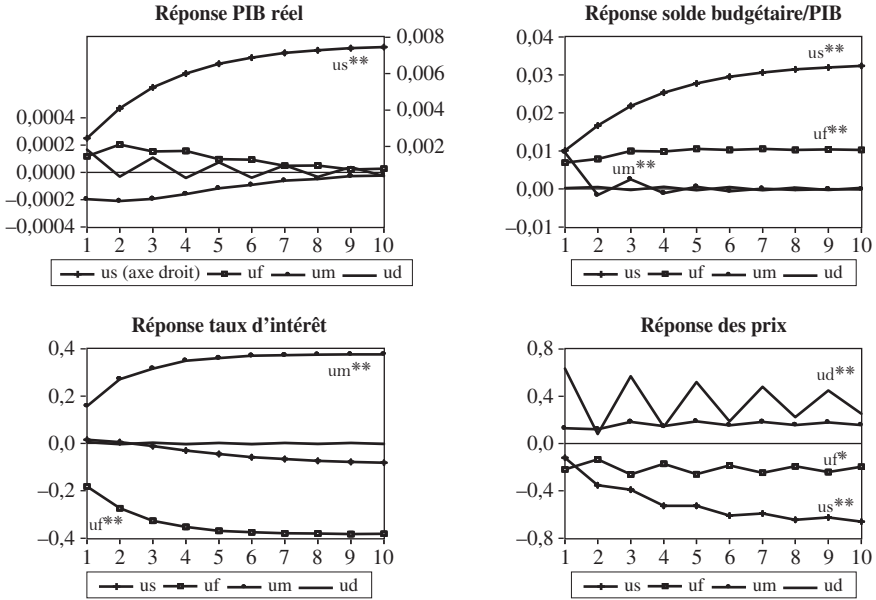 Réponse PIB réel
0,0004
0,0002
0,0000
–0,0002
–0,0004
0,008
0,006
0,004
0,002
us**
1 2 3 4 5 6 7 8 9 10
us (axe droit) uf um ud
Réponse solde budgétaire/PIB
0,04
0,03
0,02
0,01
0,00
–0,01
us**
uf**
um**
1 2 3 4 5 6 7 8 9 10
us uf um ud
Réponse taux d’intérêt
0,4
0,2
0,0
–0,2
–0,4
um**
uf**
1 2 3 4 5 6 7 8 9 10
us uf um ud
Réponse des prix
0,8
0,4
0,0
–0,4
–0,8
ud**
uf*
us**
1 2 3 4 5 6 7 8 9 10
us uf um ud